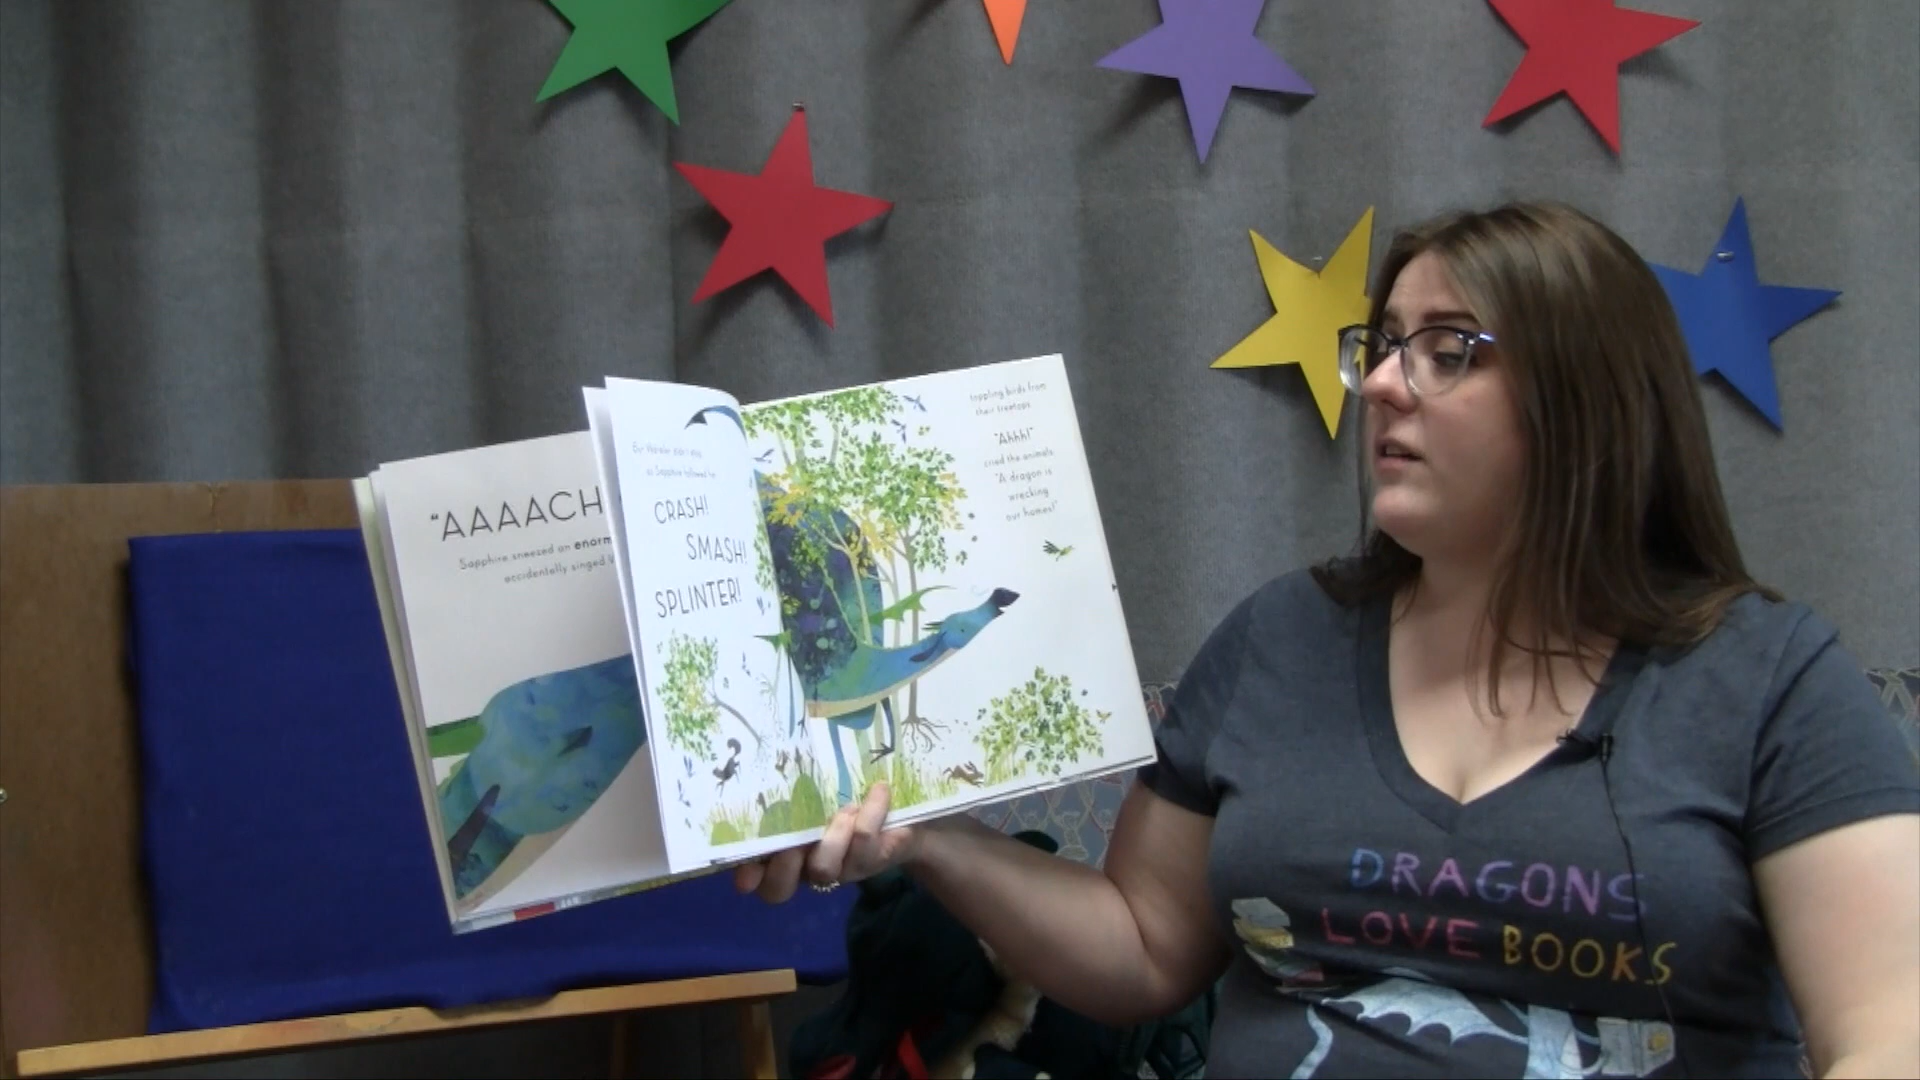 "AAAACH
Sapphire sneezed an enorm
accidentally singed
as Sapphire followed her
CRASH!
SMASH!
SPLINTER!
toppling birds from
their treetops.
"Ahhh!"
cried the animals.
"A dragon is
wrecking
our homes!"
DRAGONS
LOVE BOOKS